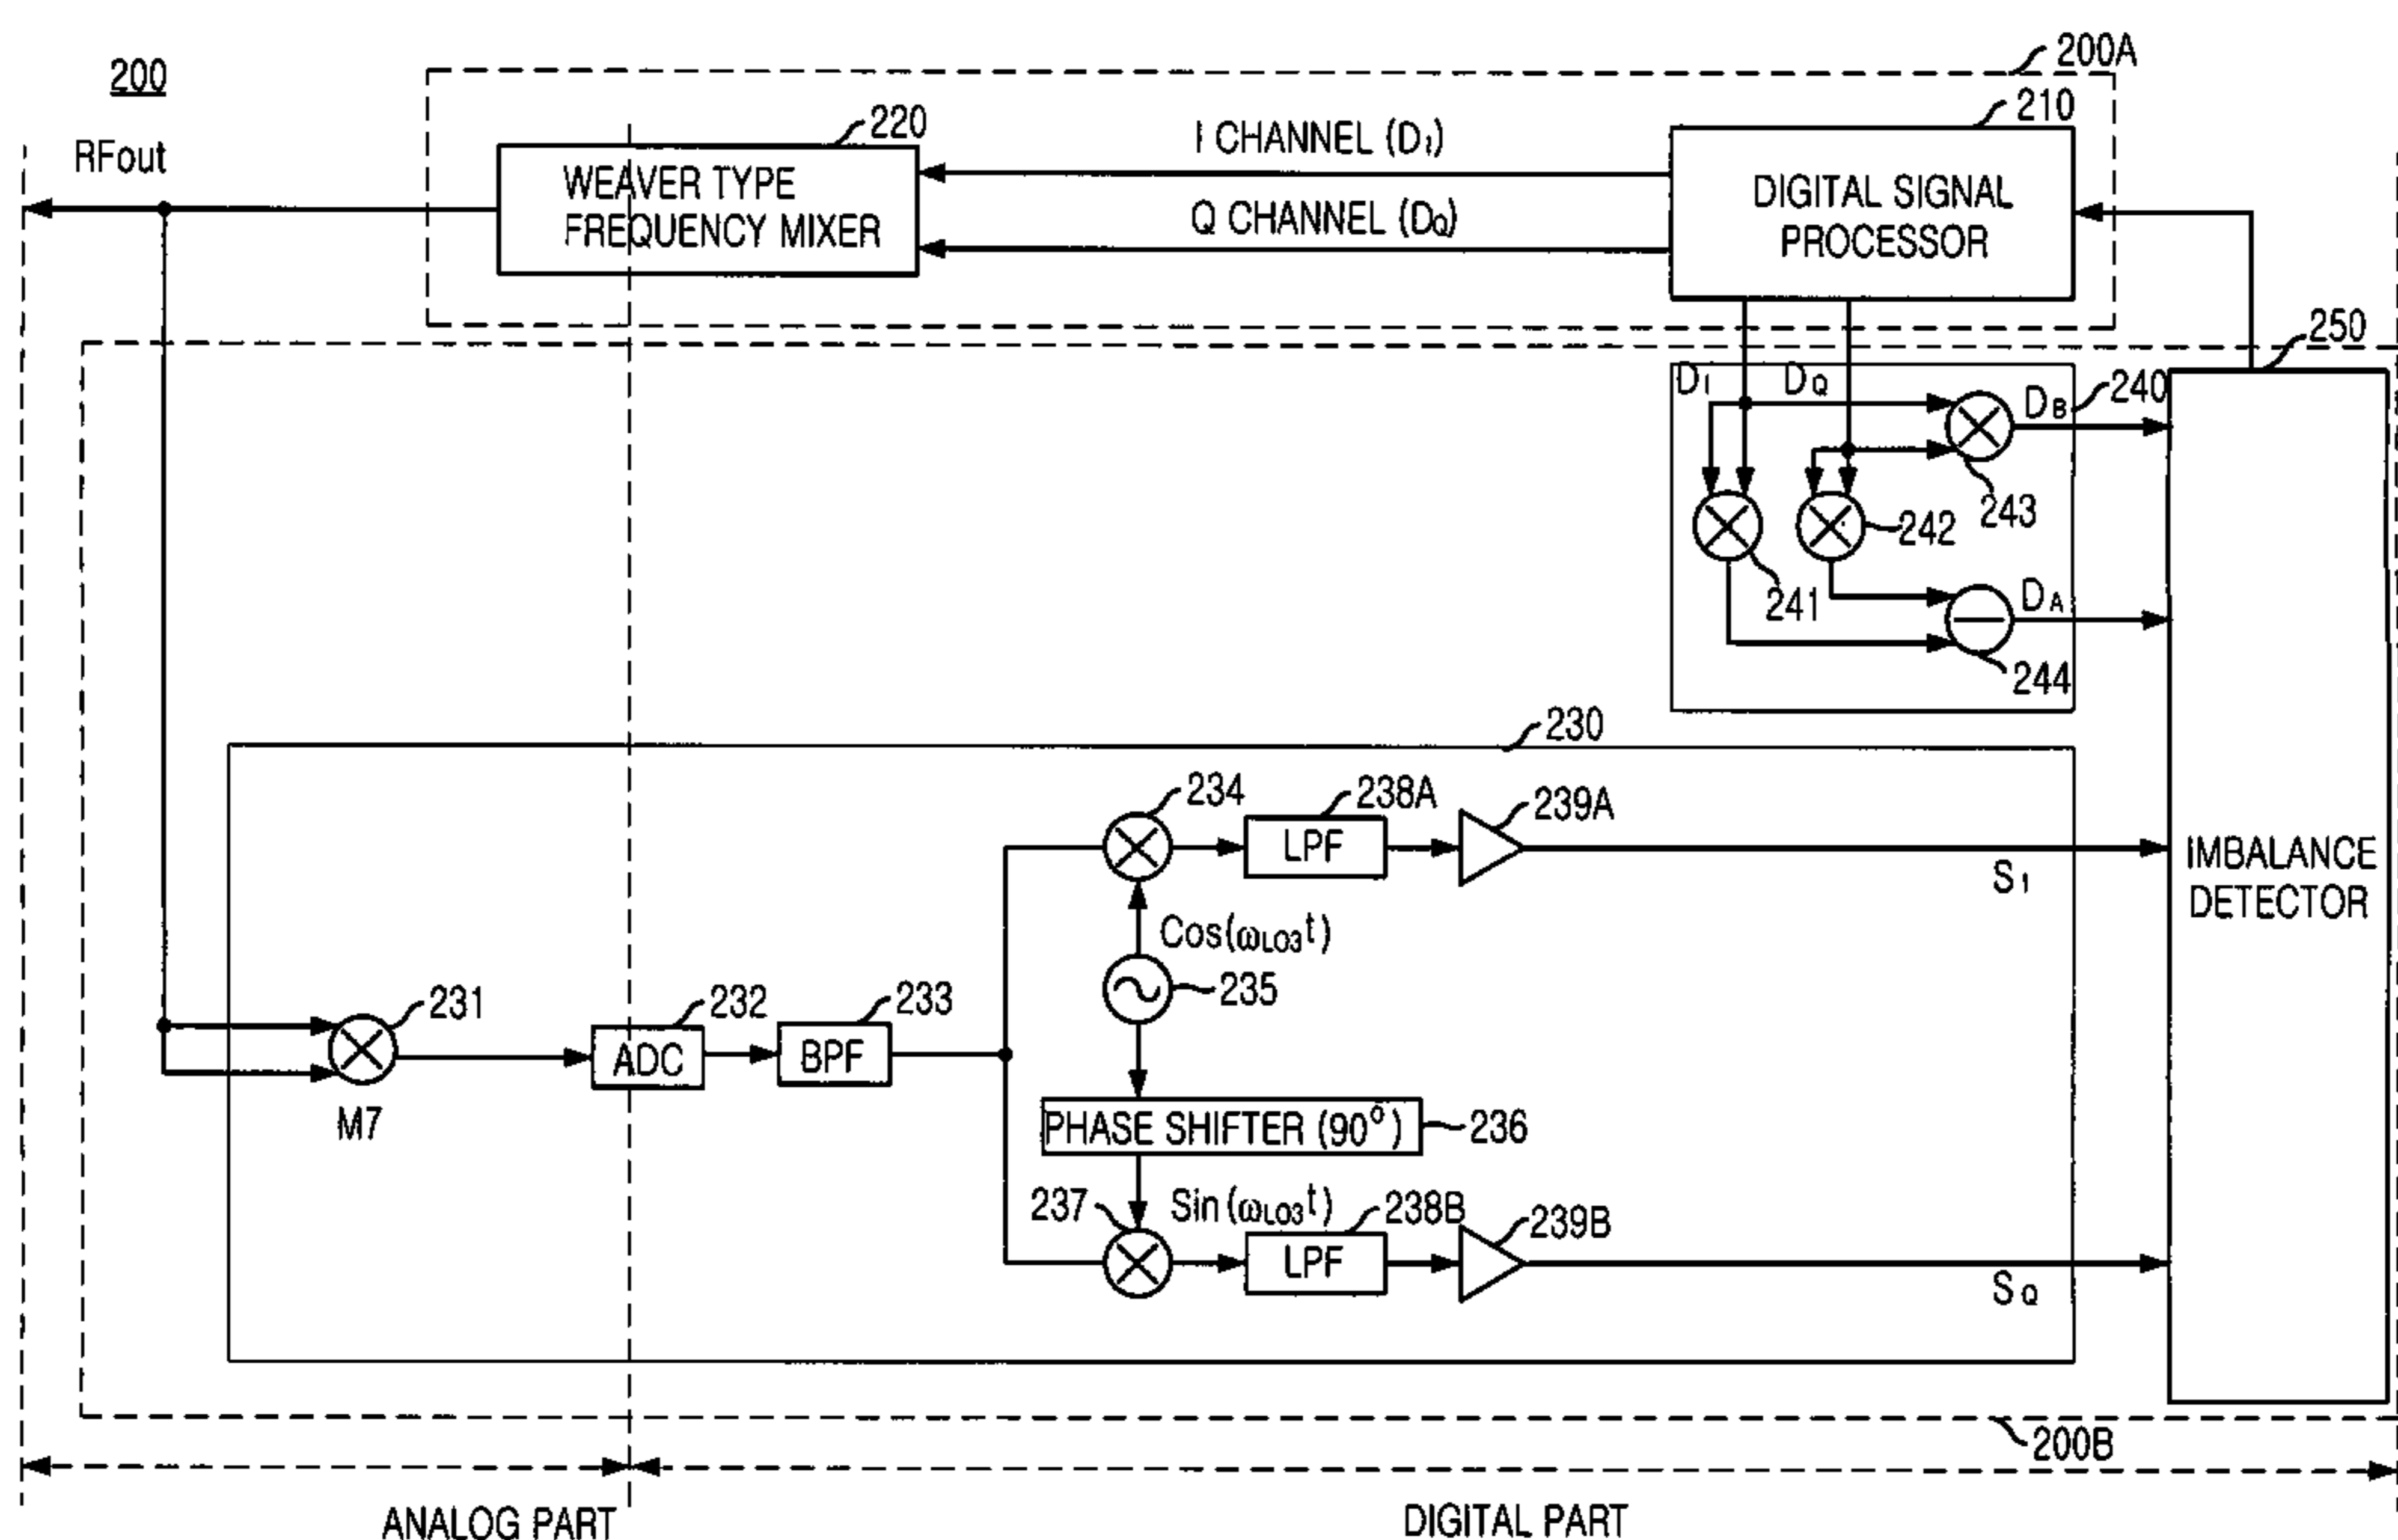 200
200A
RFout
220
WEAVER TYPE
FREQUENCY MIXER
I CHANNEL (DI)
Q CHANNEL (DQ)
210
DIGITAL SIGNAL
PROCESSOR
250
DI
DQ
DB
240
243
242
241
DA
244
230
234
238A
239A
LPF
S1
IMBALANCE
DETECTOR
Cos(ωLO3t)
235
231
232
233
ADC
BPF
M7
PHASE SHIFTER (90°)
236
237
Sin(ωLO3t)
238B
239B
LPF
SQ
200B
ANALOG PART
DIGITAL PART